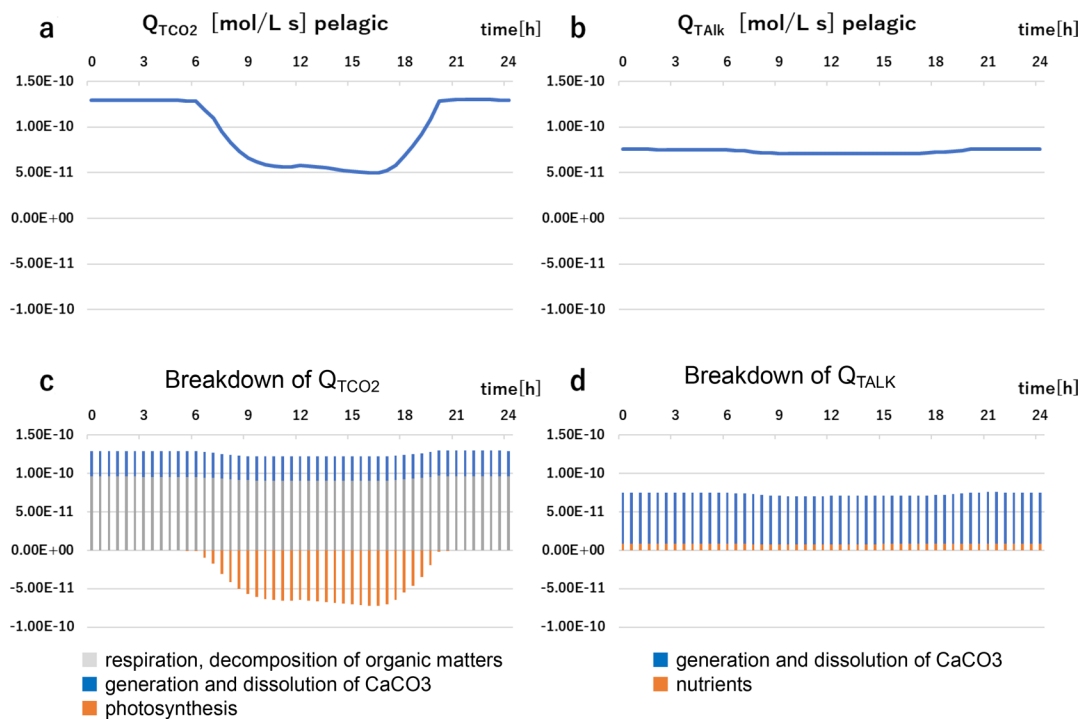 a
Q_TCO2 [mol/L s] pelagic
time[h]
0 3 6 9 12 15 18 21 24
1.50E-10
1.00E-10
5.00E-11
0.00E+00
-5.00E-11
-1.00E-10
b
Q_TAlk [mol/L s] pelagic
time[h]
0 3 6 9 12 15 18 21 24
1.50E-10
1.00E-10
5.00E-11
0.00E+00
-5.00E-11
-1.00E-10
c
Breakdown of Q_TCO2
time[h]
0 3 6 9 12 15 18 21 24
1.50E-10
1.00E-10
5.00E-11
0.00E+00
-5.00E-11
-1.00E-10
respiration, decomposition of organic matters
generation and dissolution of CaCO3
photosynthesis
d
Breakdown of Q_TALK
time[h]
0 3 6 9 12 15 18 21 24
1.50E-10
1.00E-10
5.00E-11
0.00E+00
-5.00E-11
-1.00E-10
generation and dissolution of CaCO3
nutrients